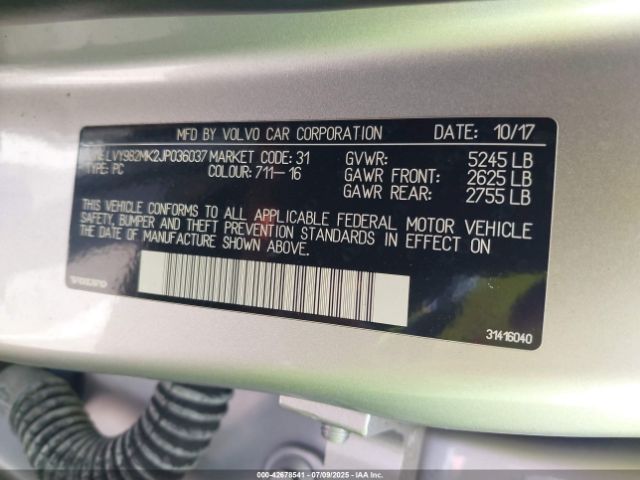 MFD BY VOLVO CAR CORPORATION DATE: 10/17
LVY982MK2JP036037 MARKET CODE: 31 GVWR: 5245 LB
TYPE: PC COLOUR: 711-16 GAWR FRONT: 2625 LB
GAWR REAR: 2755 LB
THIS VEHICLE CONFORMS TO ALL APPLICABLE FEDERAL MOTOR VEHICLE
SAFETY, BUMPER AND THEFT PREVENTION STANDARDS IN EFFECT ON
THE DATE OF MANUFACTURE SHOWN ABOVE.
VOLVO
31416040
000-42678541 - 07/09/2025 - IAA, Inc.